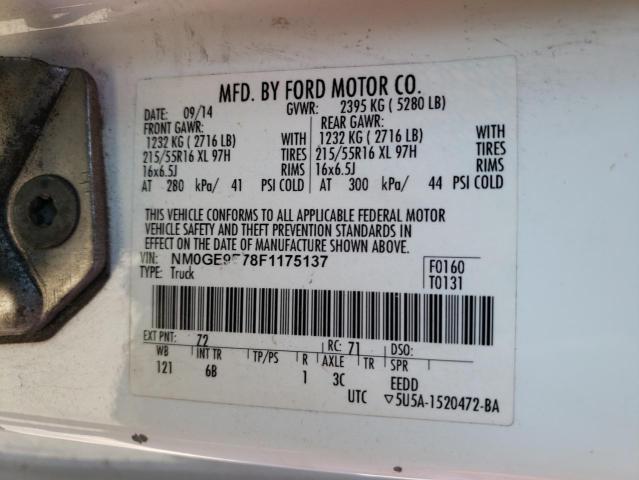 MFD. BY FORD MOTOR CO.
DATE: 09/14 GVWR: 2395 KG ( 5280 LB)
FRONT GAWR: REAR GAWR:
1232 KG ( 2716 LB) WITH 1232 KG ( 2716 LB) WITH
215/55R16 XL 97H TIRES 215/55R16 XL 97H TIRES
16x6.5J RIMS 16x6.5J RIMS
AT 280 kPa/ 41 PSI COLD AT 300 kPa/ 44 PSI COLD
THIS VEHICLE CONFORMS TO ALL APPLICABLE FEDERAL MOTOR
VEHICLE SAFETY AND THEFT PREVENTION STANDARDS IN
EFFECT ON THE DATE OF MANUFACTURE SHOWN ABOVE.
VIN:
TYPE: Truck
F0160
T0131
EXT PNT: Z2 RC: 71 DSO:
WB INT TR TP/PS R AXLE TR SPR
121 6B 1 3C EEDD
UTC ▽5U5A-1520472-BA